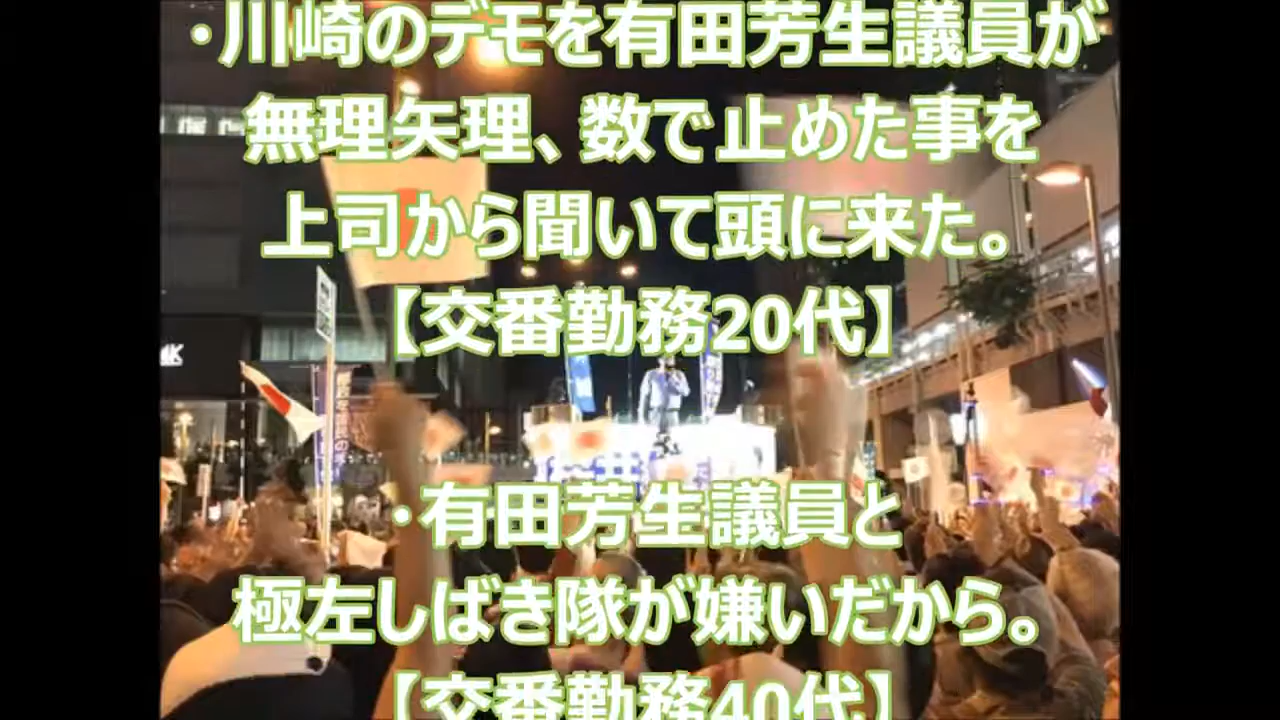 ・川崎のデモを有田芳生議員が
無理矢理、数で止めた事を
上司から聞いて頭に来た。
【交番勤務20代】
・有田芳生議員と
極左しばき隊が嫌いだから。
【交番勤務40代】